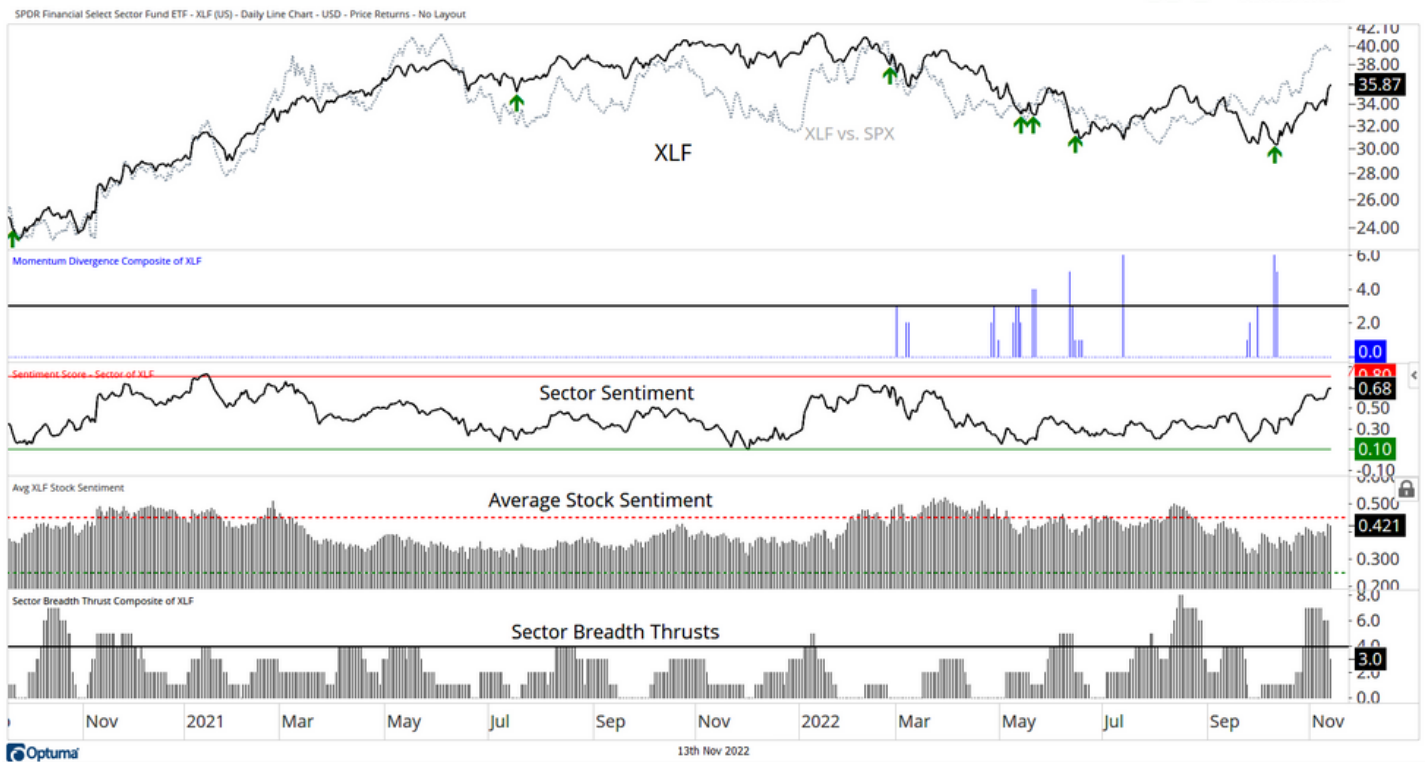 SPDR Financial Select Sector Fund ETF - XLF (US) - Daily Line Chart - USD - Price Returns - No Layout
42.10
40.00
38.00
35.87
34.00
32.00
30.00
28.00
26.00
24.00
XLF vs. SPX
XLF
Momentum Divergence Composite of XLF
6.0
4.0
2.0
0.0
Sentiment Score - Sector of XLF
Sector Sentiment
0.80
0.68
0.50
0.30
0.10
-0.10
Avg XLF Stock Sentiment
Average Stock Sentiment
0.500
0.421
0.300
0.200
Sector Breadth Thrust Composite of XLF
Sector Breadth Thrusts
8.0
6.0
4.0
3.0
2.0
0.0
Nov 2021 Mar May Jul Sep Nov 2022 Mar May Jul Sep Nov
Optuma
13th Nov 2022